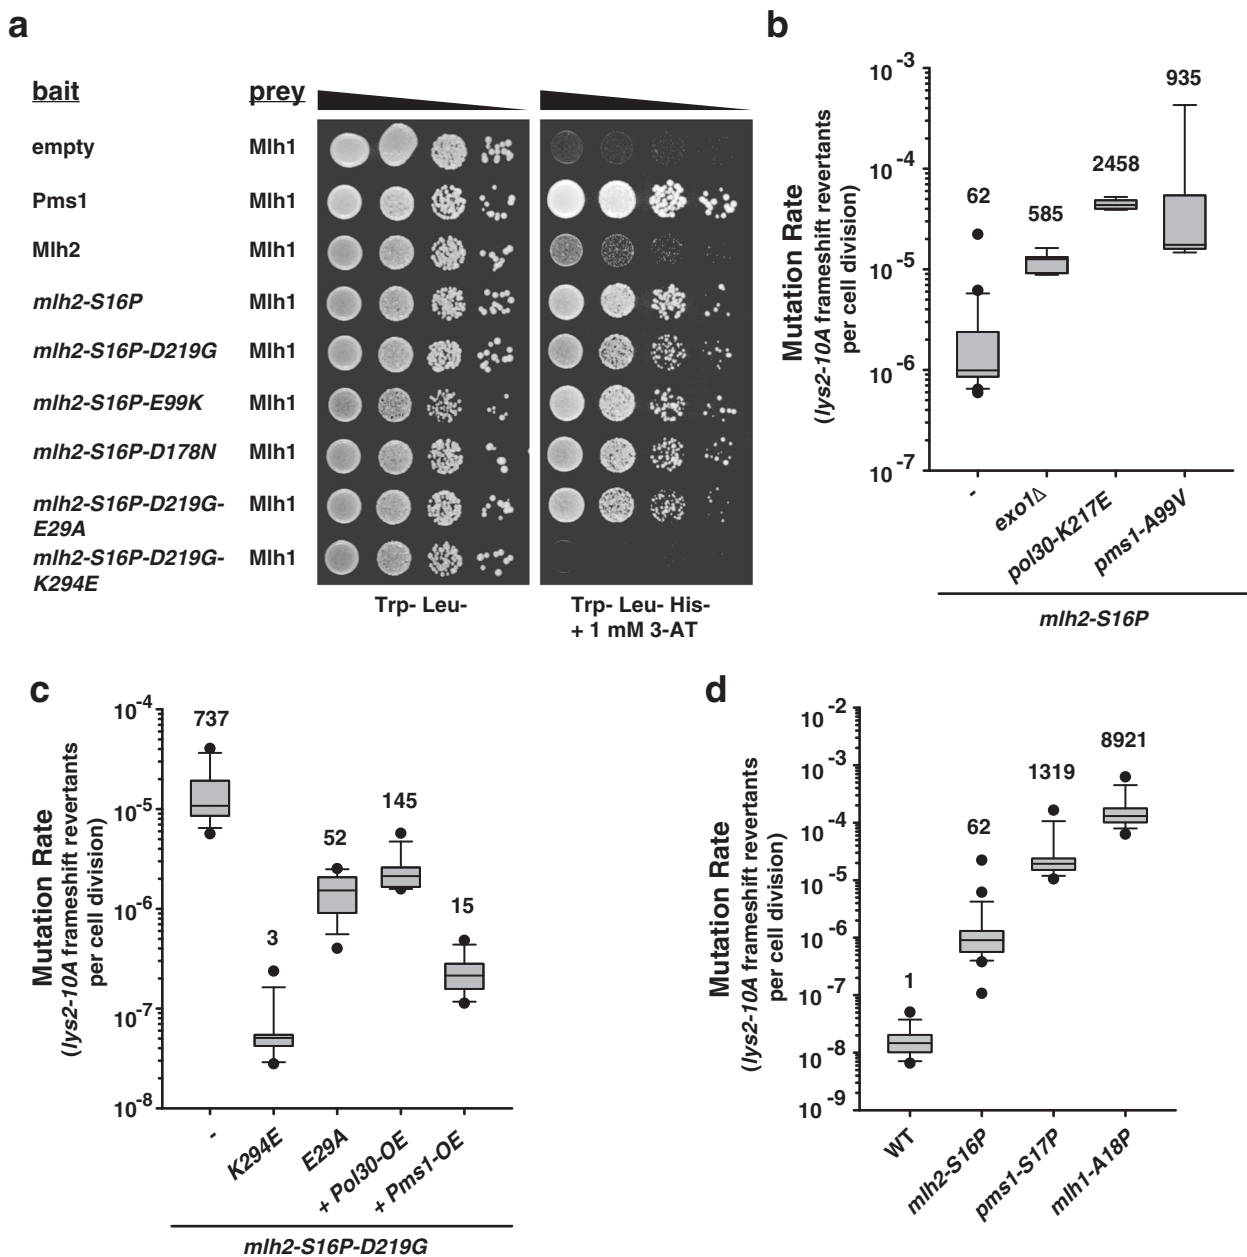 a
bait prey
empty Mlh1
Pms1 Mlh1
Mlh2 Mlh1
mlh2-S16P Mlh1
mlh2-S16P-D219G Mlh1
mlh2-S16P-E99K Mlh1
mlh2-S16P-D178N Mlh1
mlh2-S16P-D219G- Mlh1
E29A
mlh2-S16P-D219G- Mlh1
K294E
Trp- Leu-
Trp- Leu- His-
+ 1 mM 3-AT
b
Mutation Rate
(lys2-10A frameshift revertants
per cell division)
10-3
10-4
10-5
10-6
10-7
62
585
2458
935
-
exo1Δ
pol30-K217E
pms1-A99V
mlh2-S16P
c
Mutation Rate
(lys2-10A frameshift revertants
per cell division)
10-4
10-5
10-6
10-7
10-8
737
3
52
145
15
-
K294E
E29A
+ Pol30-OE
+ Pms1-OE
mlh2-S16P-D219G
d
Mutation Rate
(lys2-10A frameshift revertants
per cell division)
10-2
10-3
10-4
10-5
10-6
10-7
10-8
10-9
1
62
1319
8921
WT
mlh2-S16P
pms1-S17P
mlh1-A18P